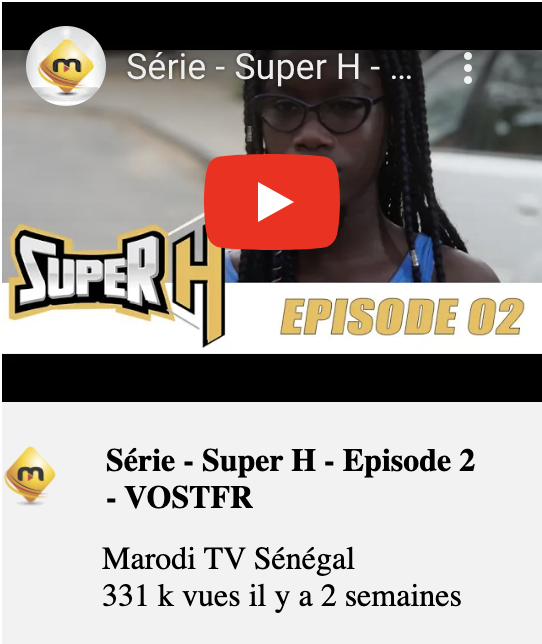 m
Série - Super H - ...
SUPER H
EPISODE 02
m
Série - Super H - Episode 2
- VOSTFR
Marodi TV Sénégal
331 k vues il y a 2 semaines